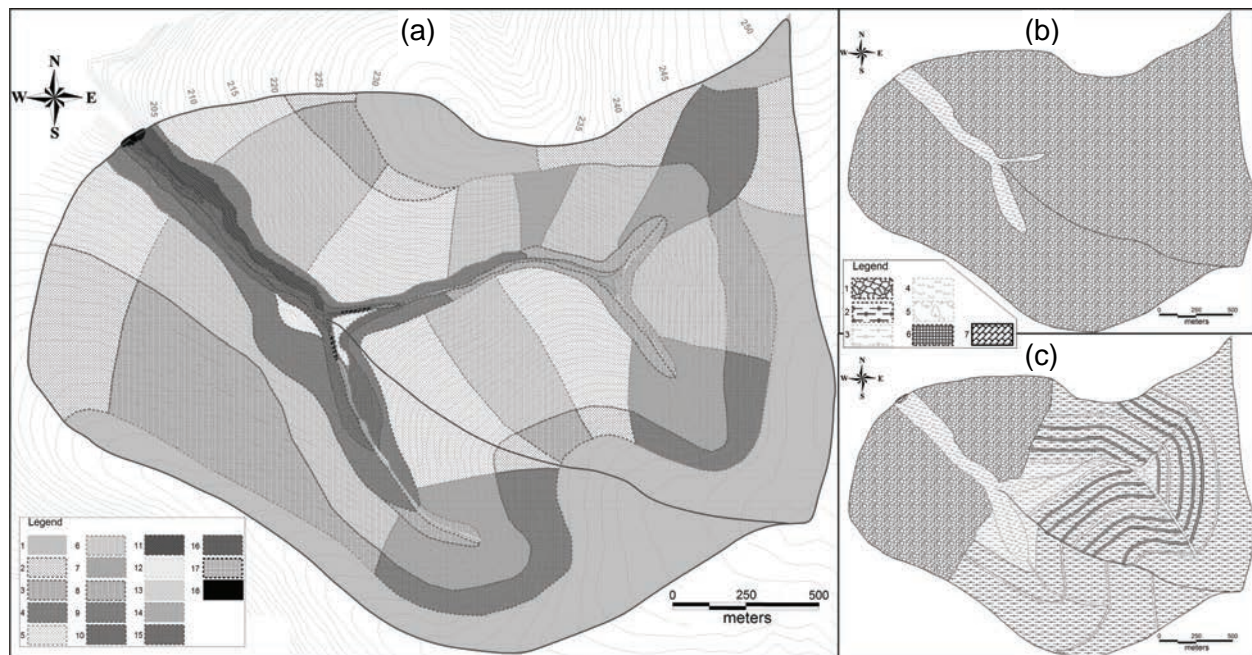 (a)
N
W E
S
205
210
215
220
225
230
235
240
245
250
Legend
1 6 11 16
2 7 12 17
3 8 13 18
4 9 14
5 10 15
0 250 500
meters
(b)
N
W E
S
Legend
1 4
2 5
3 6 7
0 250 500
meters
(c)
N
W E
S
0 250 500
meters